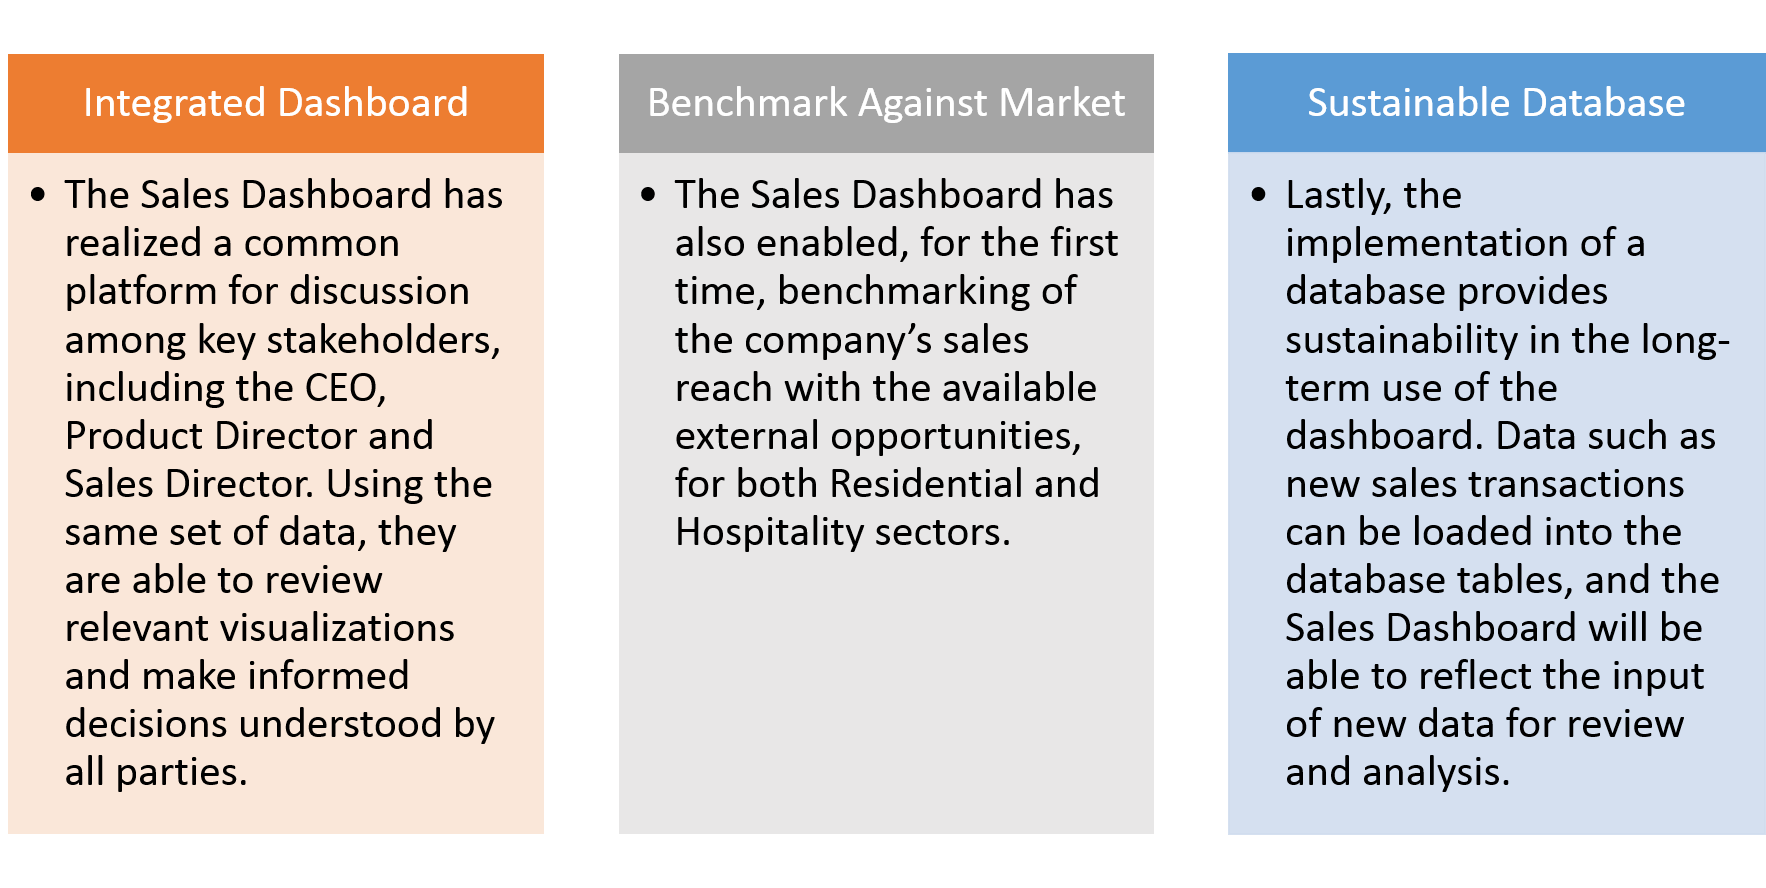 Integrated Dashboard
• The Sales Dashboard has
realized a common
platform for discussion
among key stakeholders,
including the CEO,
Product Director and
Sales Director. Using the
same set of data, they
are able to review
relevant visualizations
and make informed
decisions understood by
all parties.
Benchmark Against Market
• The Sales Dashboard has
also enabled, for the first
time, benchmarking of
the company’s sales
reach with the available
external opportunities,
for both Residential and
Hospitality sectors.
Sustainable Database
• Lastly, the
implementation of a
database provides
sustainability in the long-
term use of the
dashboard. Data such as
new sales transactions
can be loaded into the
database tables, and the
Sales Dashboard will be
able to reflect the input
of new data for review
and analysis.